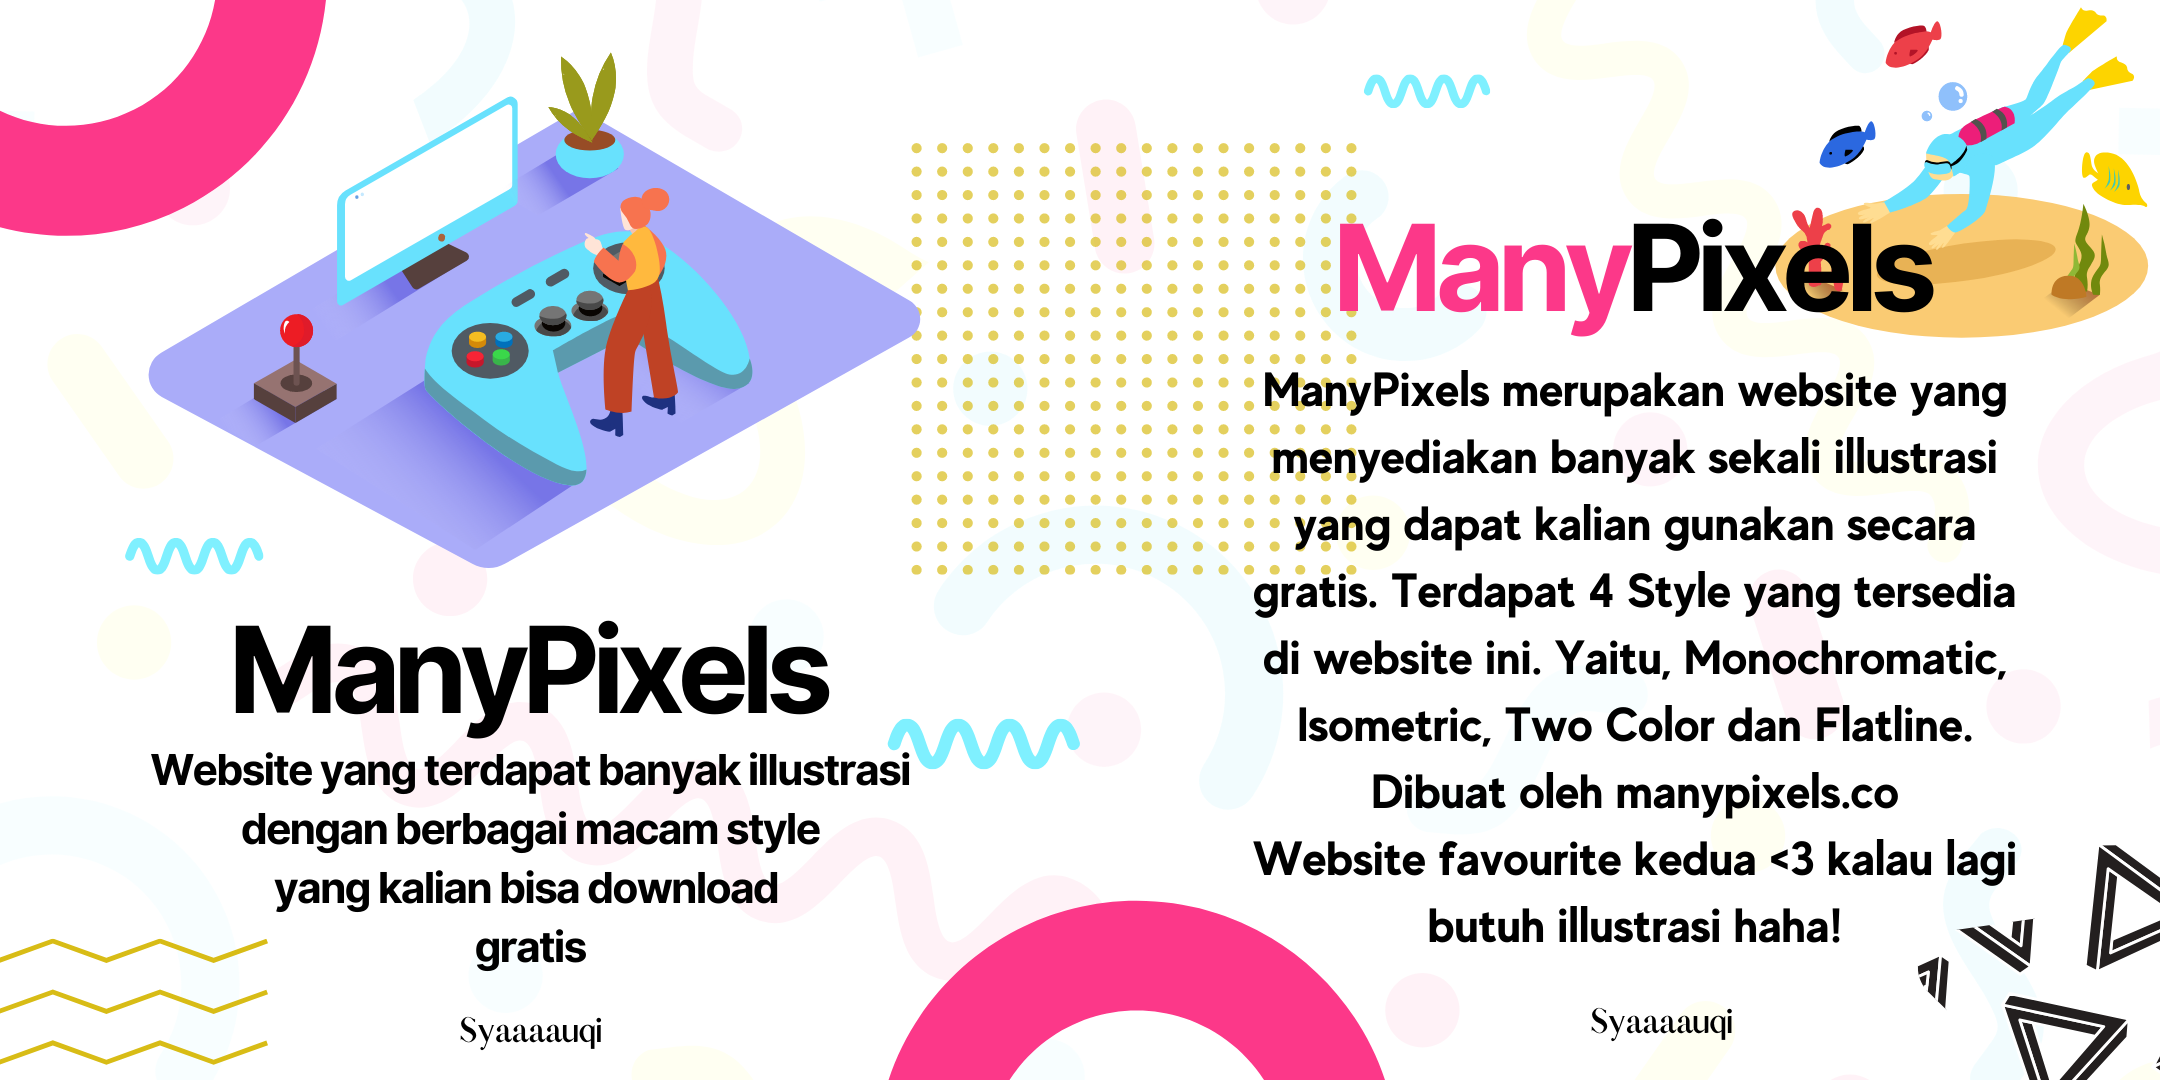 ManyPixels
Website yang terdapat banyak illustrasi
dengan berbagai macam style
yang kalian bisa download
gratis
Syaaaauqi
ManyPixels
ManyPixels merupakan website yang
menyediakan banyak sekali illustrasi
yang dapat kalian gunakan secara
gratis. Terdapat 4 Style yang tersedia
di website ini. Yaitu, Monochromatic,
Isometric, Two Color dan Flatline.
Dibuat oleh manypixels.co
Website favourite kedua <3 kalau lagi
butuh illustrasi haha!
Syaaaauqi